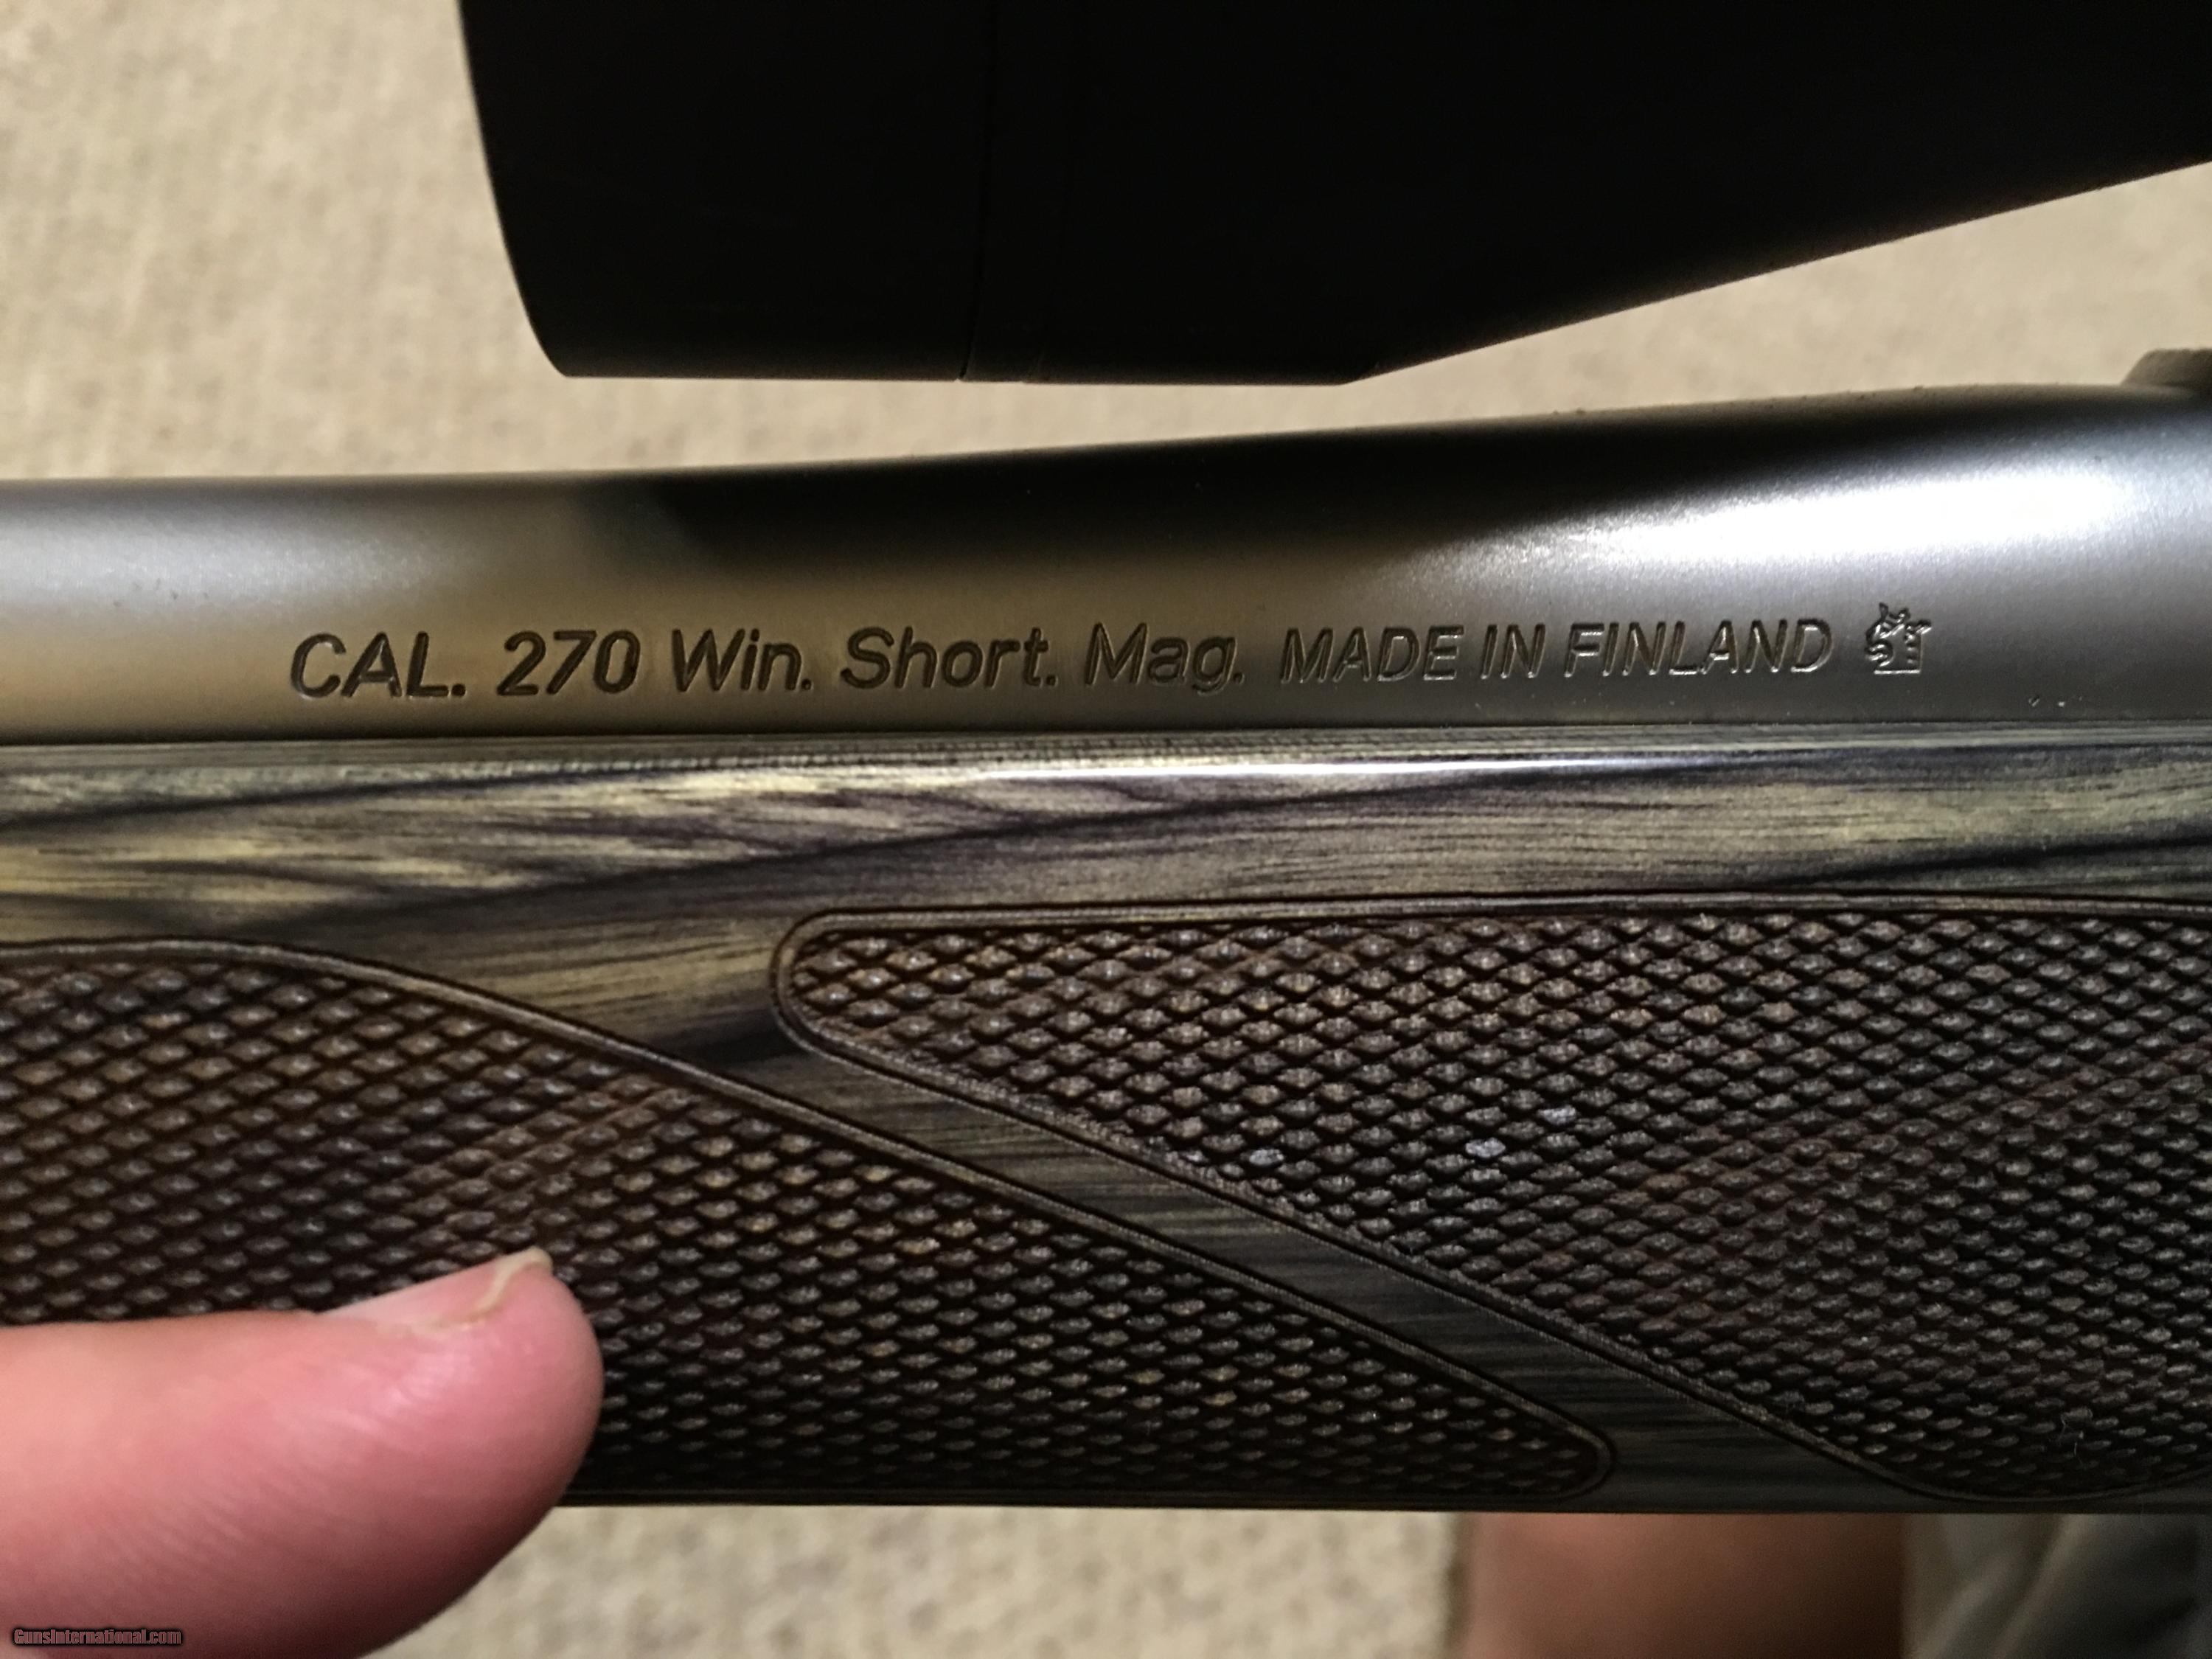 CAL. 270 Win. Short. Mag. MADE IN FINLAND
GunsInternational.com